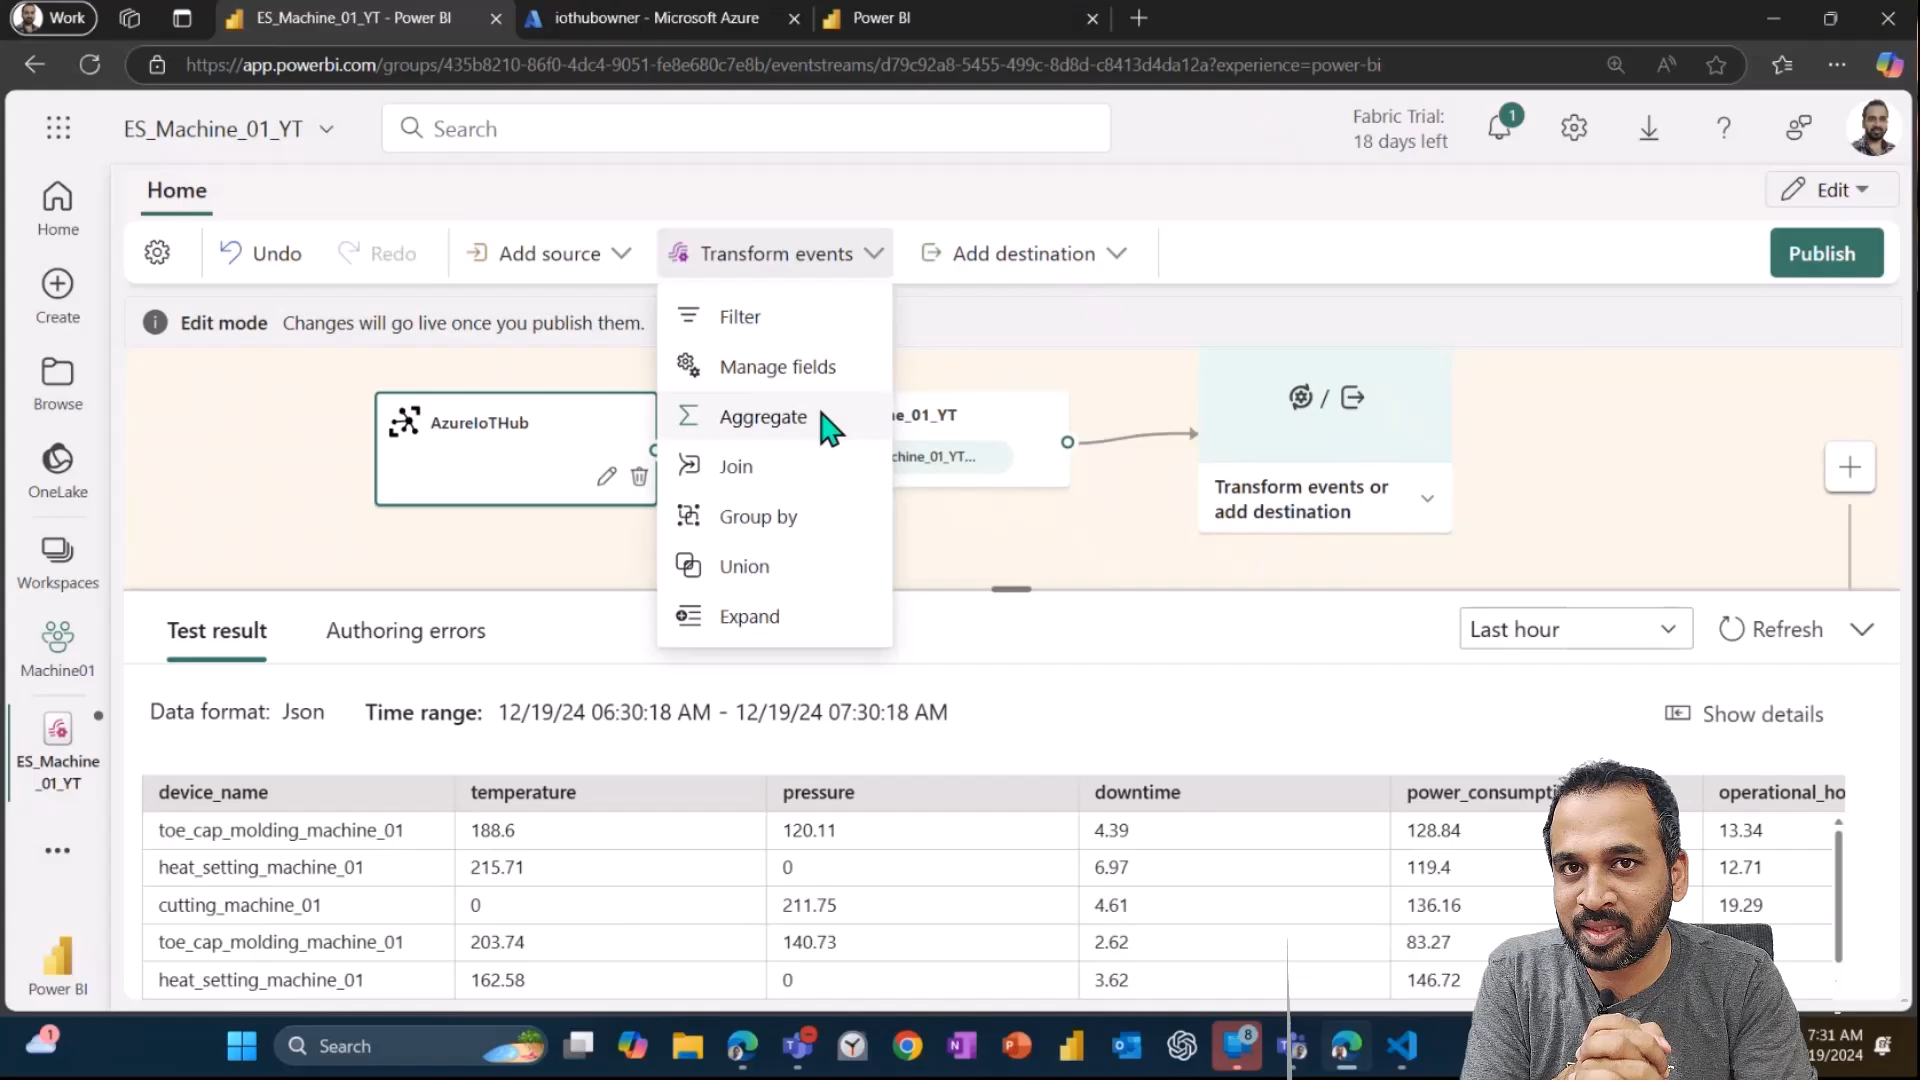 Work
ES_Machine_01_YT - Power BI
iothubowner - Microsoft Azure
Power BI
https://app.powerbi.com/groups/435b8210-86f0-4dc4-9051-fe8e680c7e8b/eventstreams/d79c92a8-5455-499c-8d8d-c8413d4da12a?experience=power-bi
ES_Machine_01_YT
Search
Fabric Trial:
18 days left
1
Home
Edit
Undo
Redo
Add source
Transform events
Add destination
Publish
Edit mode Changes will go live once you publish them.
Filter
Manage fields
Aggregate
Join
Group by
Union
Expand
AzureIoTHub
ne_01_YT
chine_01_YT...
Transform events or
add destination
Home
Create
Browse
OneLake
Workspaces
Machine01
ES_Machine
_01_YT
Power BI
Test result
Authoring errors
Last hour
Refresh
Data format: Json
Time range: 12/19/24 06:30:18 AM - 12/19/24 07:30:18 AM
Show details
device_name temperature pressure downtime power_consumpti operational_ho
toe_cap_molding_machine_01 188.6 120.11 4.39 128.84 13.34
heat_setting_machine_01 215.71 0 6.97 119.4 12.71
cutting_machine_01 0 211.75 4.61 136.16 19.29
toe_cap_molding_machine_01 203.74 140.73 2.62 83.27
heat_setting_machine_01 162.58 0 3.62 146.72
1
Search
8
7:31 AM
19/2024